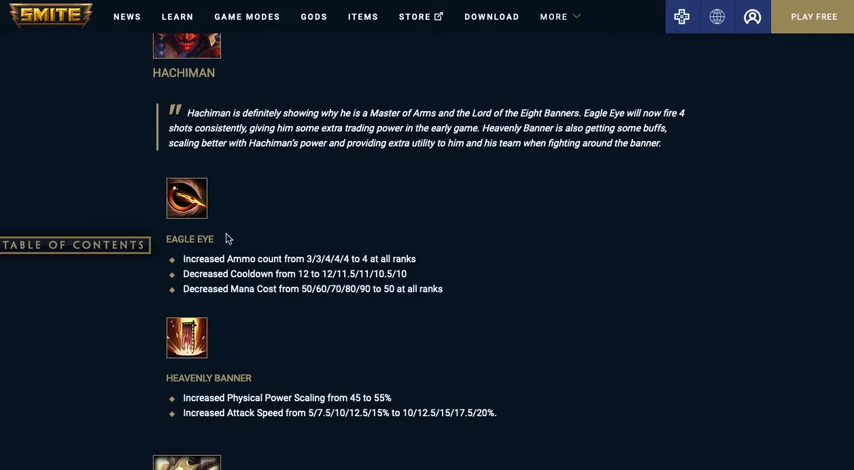 SMITE
NEWS LEARN GAME MODES GODS ITEMS STORE DOWNLOAD MORE PLAY FREE
HACHIMAN
" Hachiman is definitely showing why he is a Master of Arms and the Lord of the Eight Banners. Eagle Eye will now fire 4
shots consistently, giving him some extra trading power in the early game. Heavenly Banner is also getting some buffs,
scaling better with Hachiman's power and providing extra utility to him and his team when fighting around the banner.
EAGLE EYE
TABLE OF CONTENTS
Increased Ammo count from 3/3/4/4/4 to 4 at all ranks
Decreased Cooldown from 12 to 12/11.5/11/10.5/10
Decreased Mana Cost from 50/60/70/80/90 to 50 at all ranks
HEAVENLY BANNER
Increased Physical Power Scaling from 45 to 55%
Increased Attack Speed from 5/7.5/10/12.5/15% to 10/12.5/15/17.5/20%.